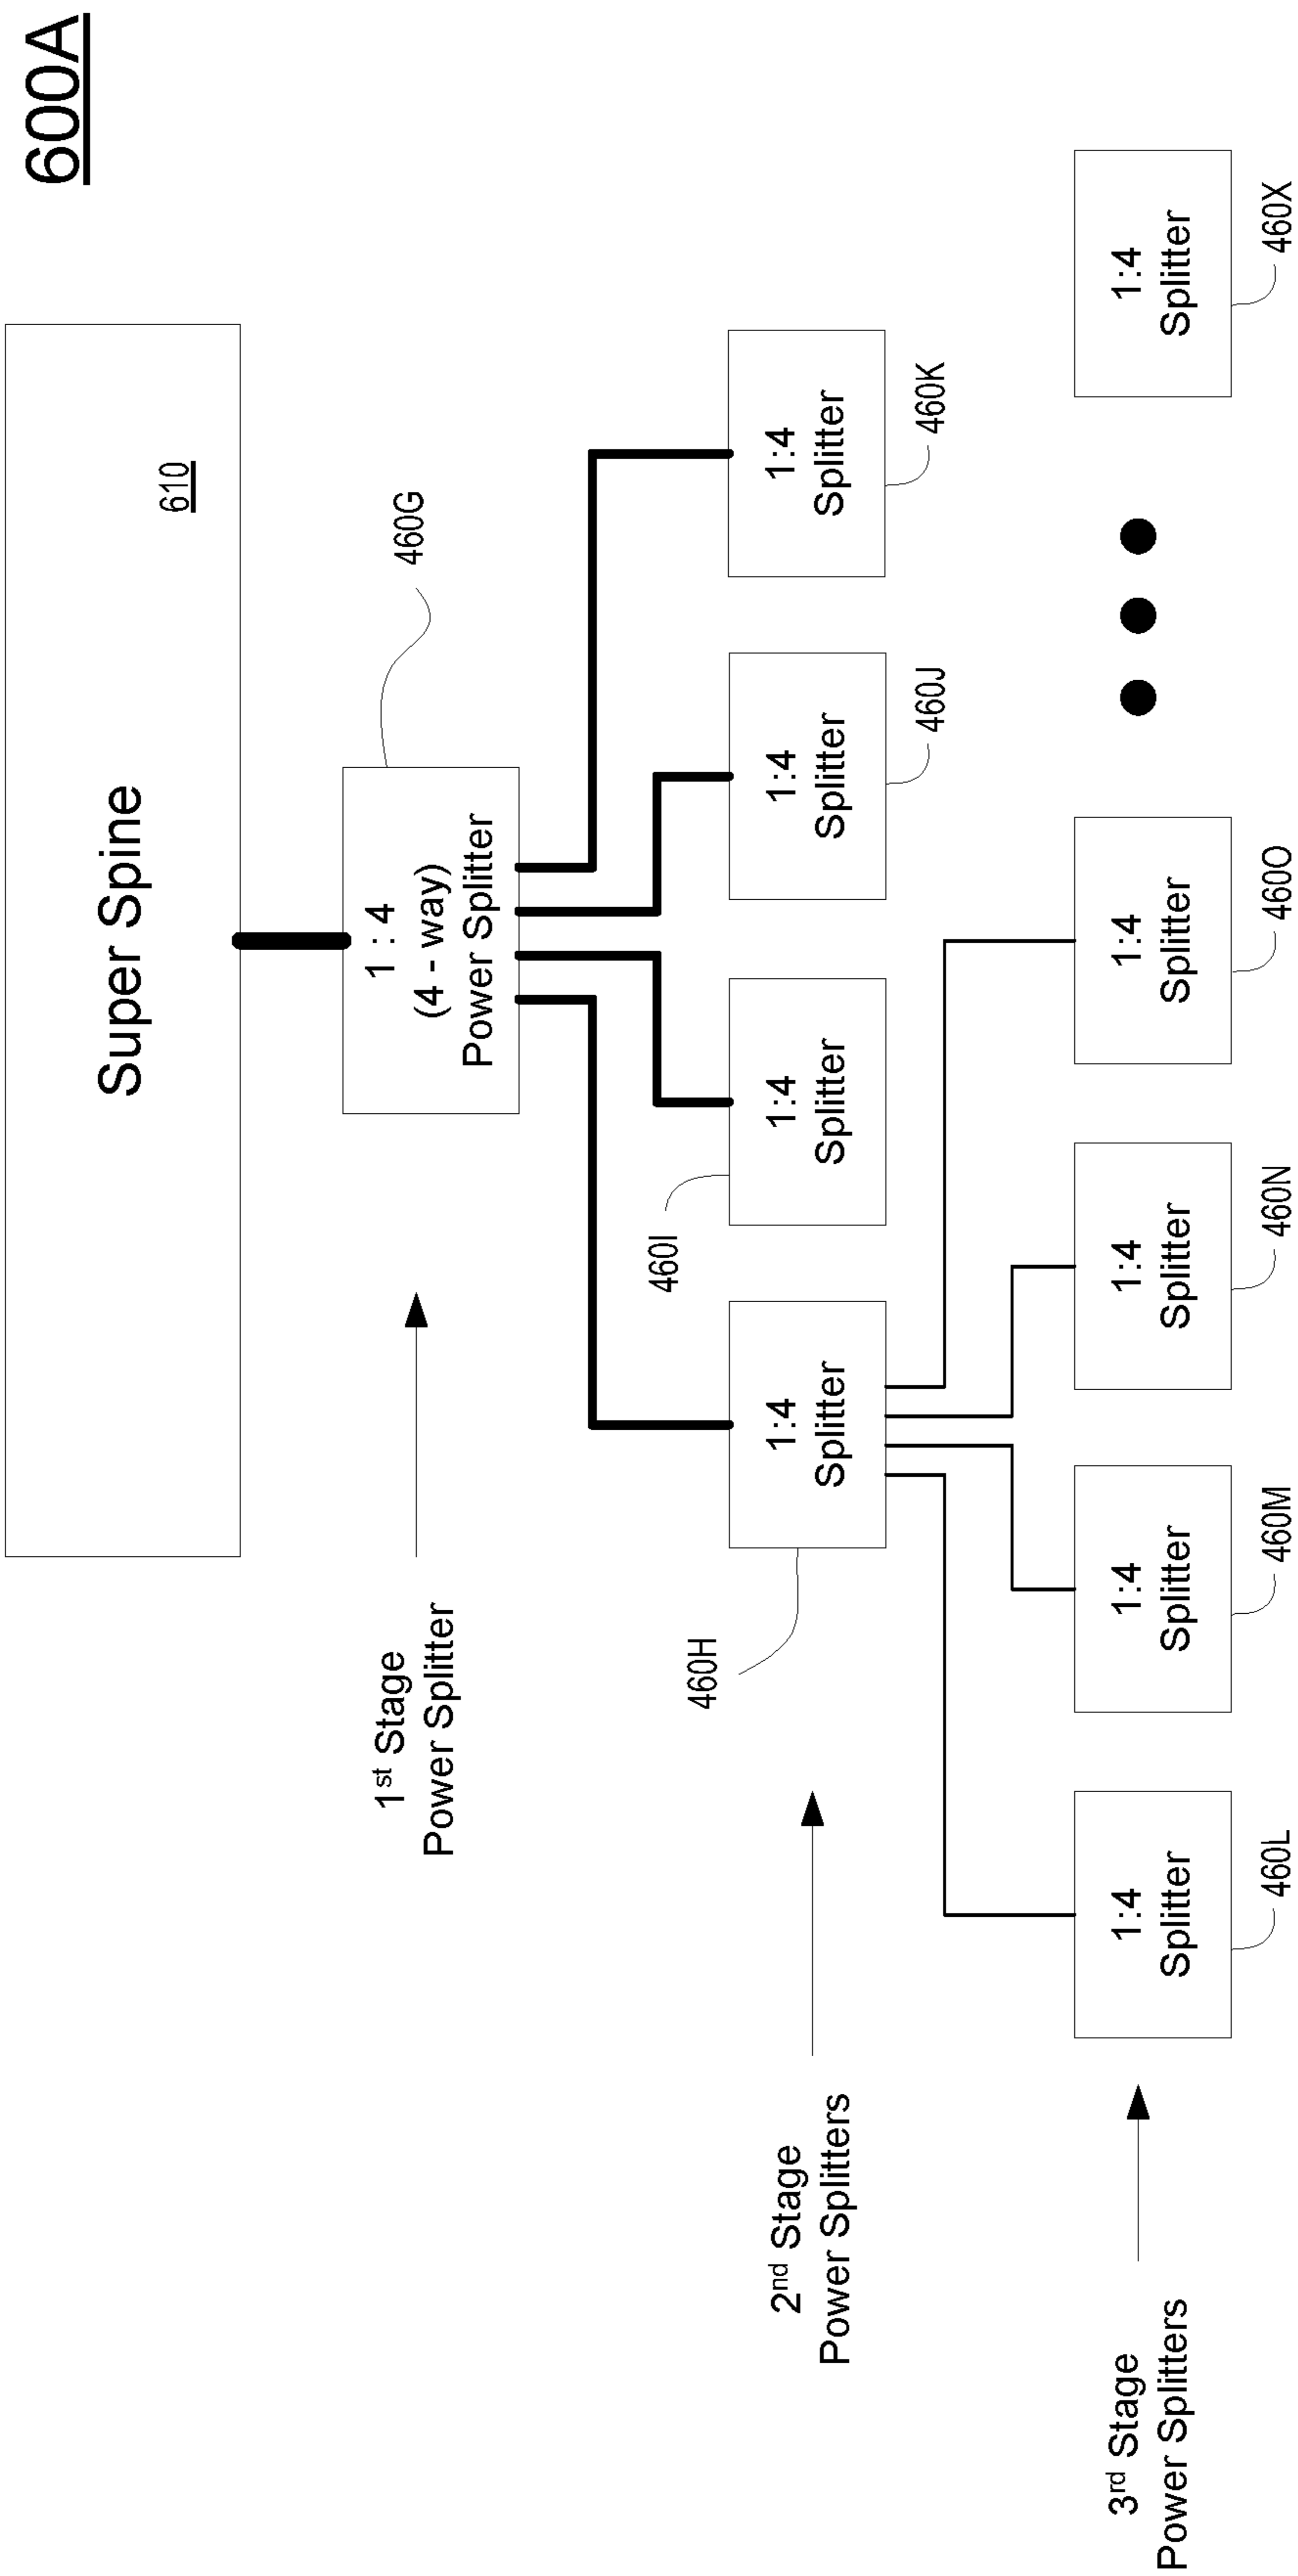 600A
Super Spine
610
1st Stage
Power Splitter
1 : 4
(4 - way)
Power Splitter
460G
2nd Stage
Power Splitters
460H
1:4
Splitter
460I
1:4
Splitter
1:4
Splitter
460J
1:4
Splitter
460K
3rd Stage
Power Splitters
1:4
Splitter
460L
1:4
Splitter
460M
1:4
Splitter
460N
1:4
Splitter
460O
1:4
Splitter
460X